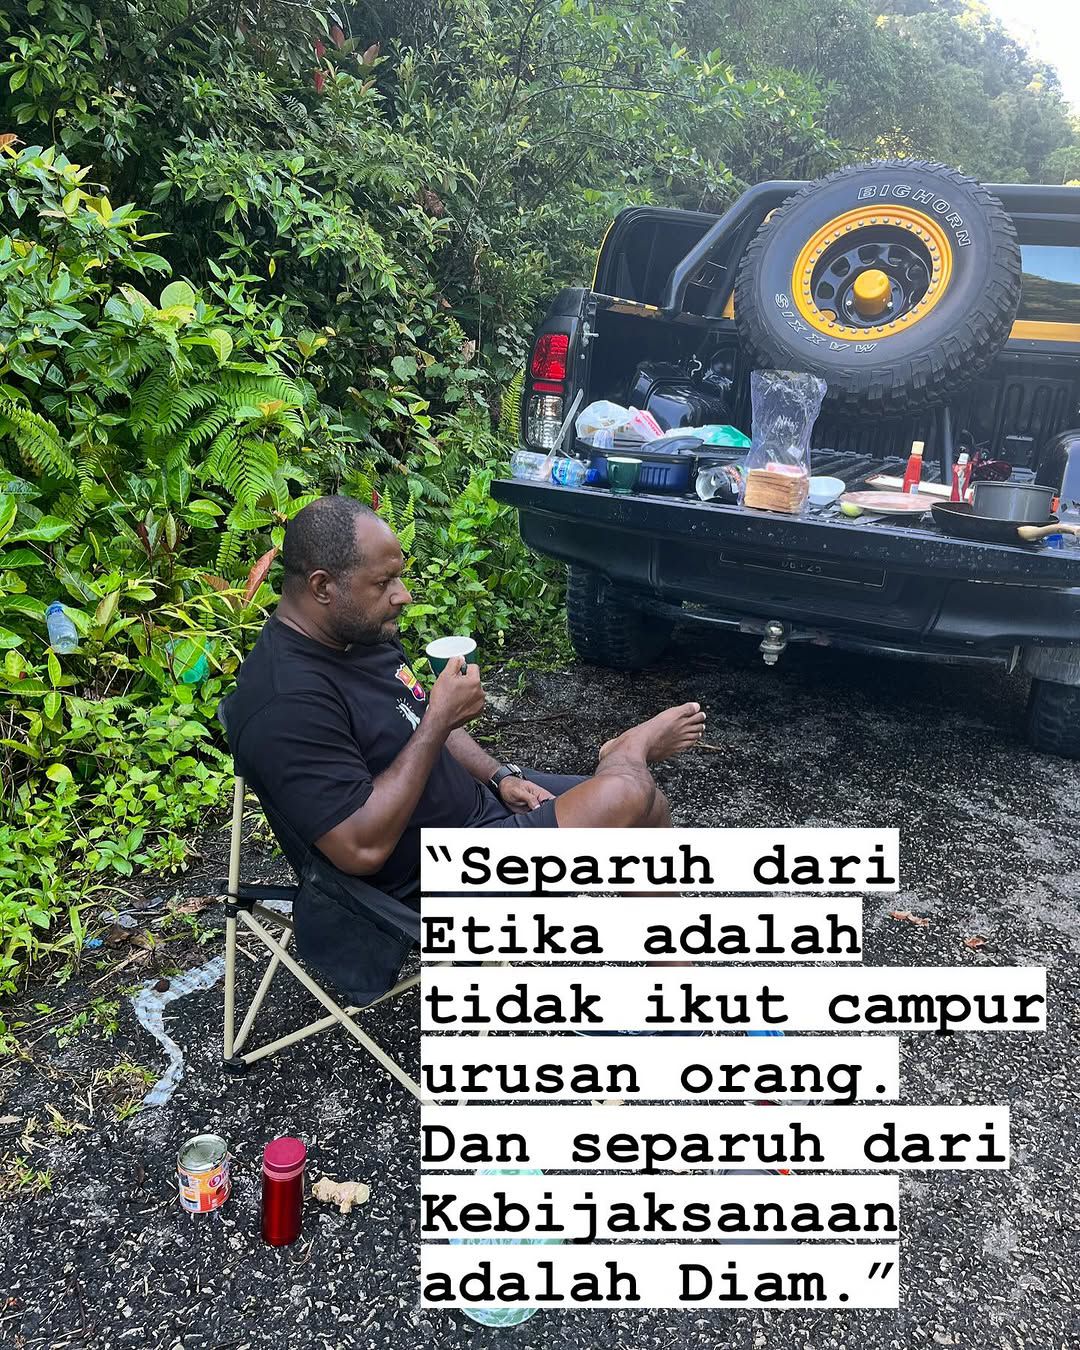 BIGHORN
MAXXIS
“Separuh dari
Etika adalah
tidak ikut campur
urusan orang.
Dan separuh dari
Kebijaksanaan
adalah Diam.”